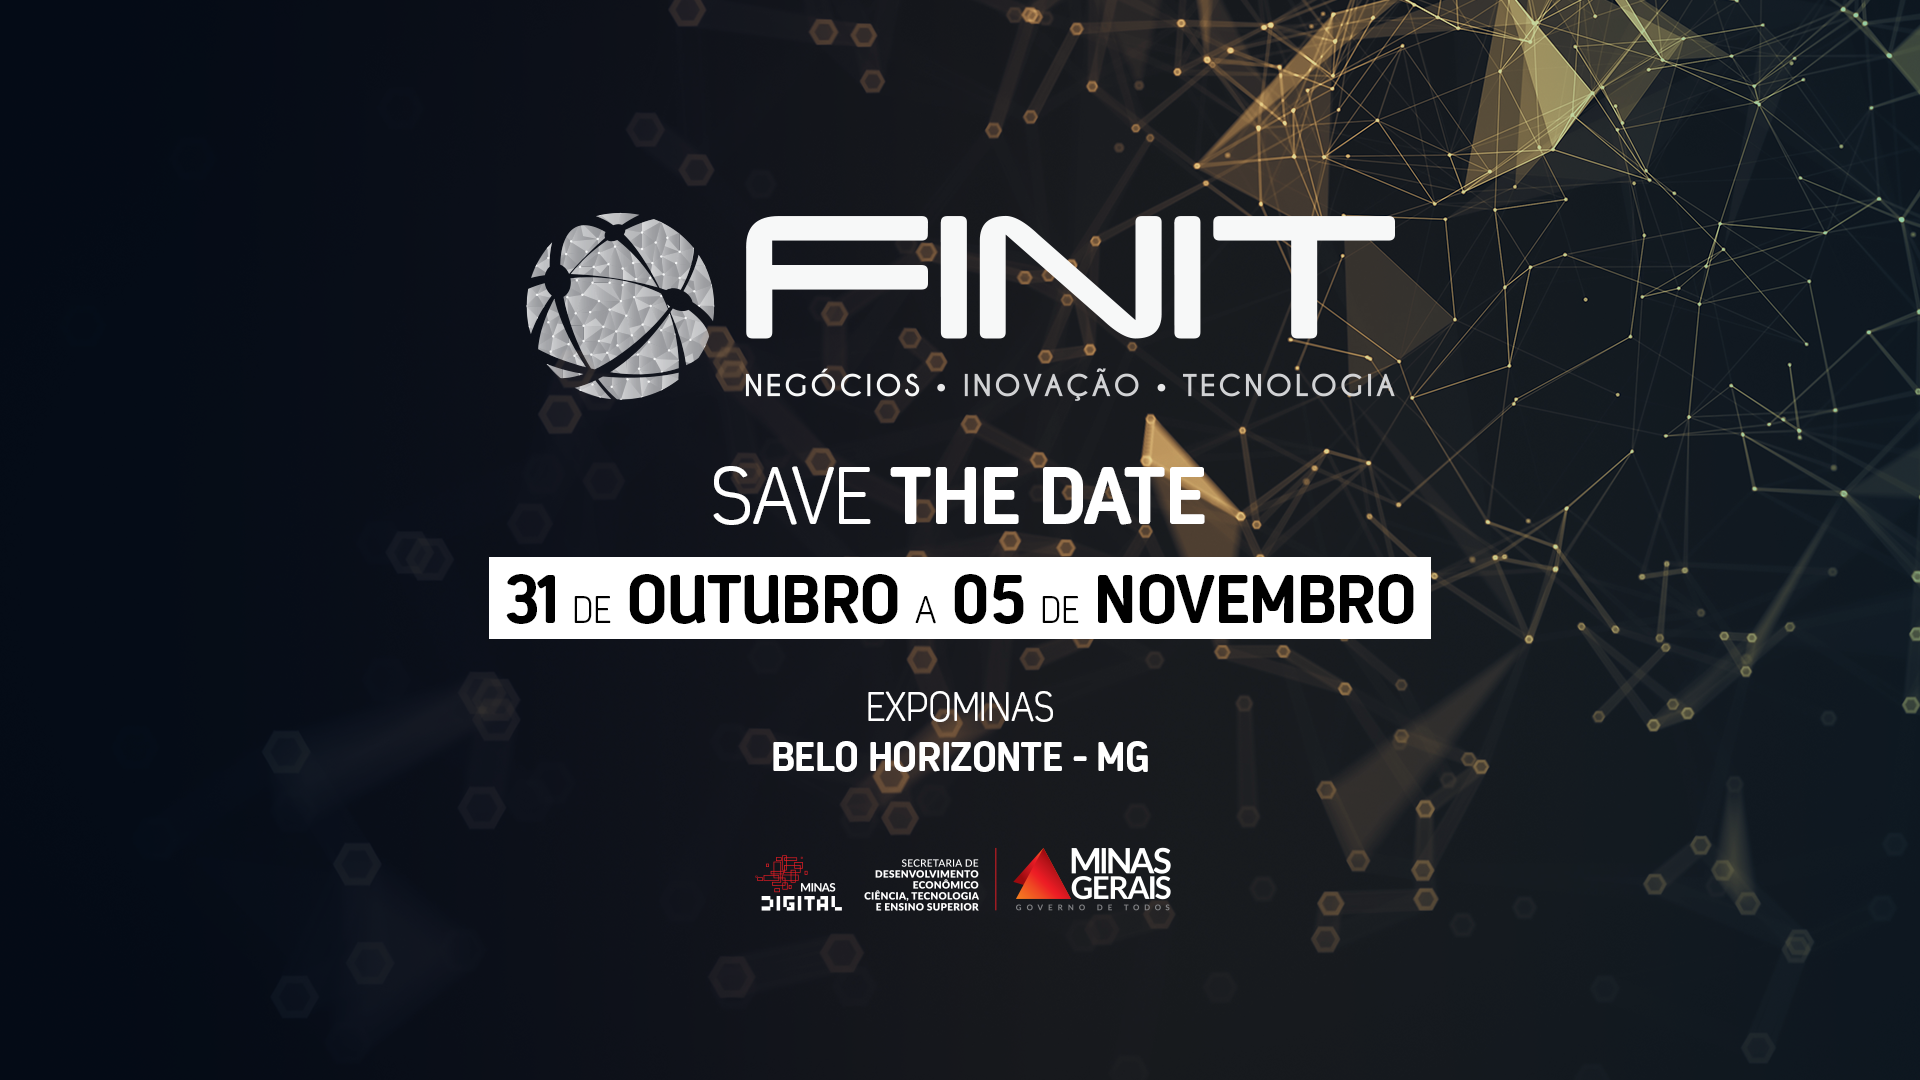 FINIT
NEGÓCIOS • INOVAÇÃO • TECNOLOGIA
SAVE THE DATE
31 DE OUTUBRO A 05 DE NOVEMBRO
EXPOMINAS
BELO HORIZONTE - MG
MINAS
DIGITAL
SECRETARIA DE
DESENVOLVIMENTO
ECONÔMICO
CIÊNCIA, TECNOLOGIA
E ENSINO SUPERIOR
MINAS
GERAIS
GOVERNO DE TODOS